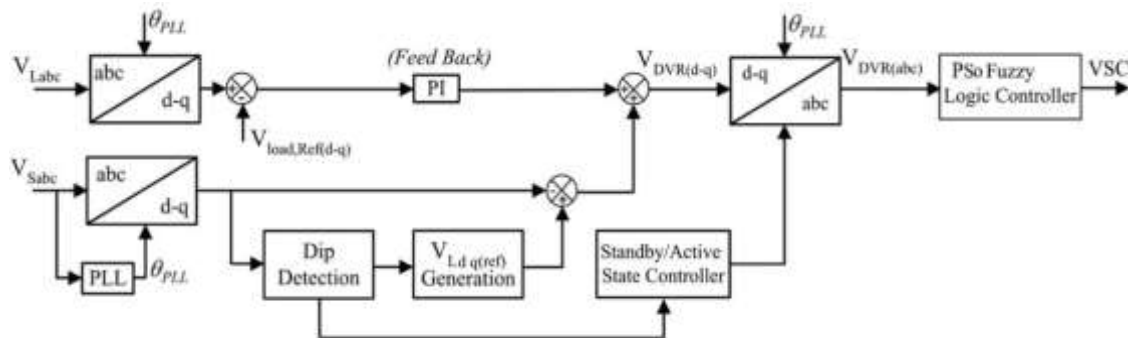 θPLL
VLabc
abc
d-q
(Feed Back)
PI
Vload,Ref(d-q)
VDVR(d-q)
θPLL
d-q
abc
VDVR(abc)
PSo Fuzzy
Logic Controller
VSC
VSabc
abc
d-q
PLL
θPLL
Dip
Detection
VLd q(ref)
Generation
Standby/Active
State Controller